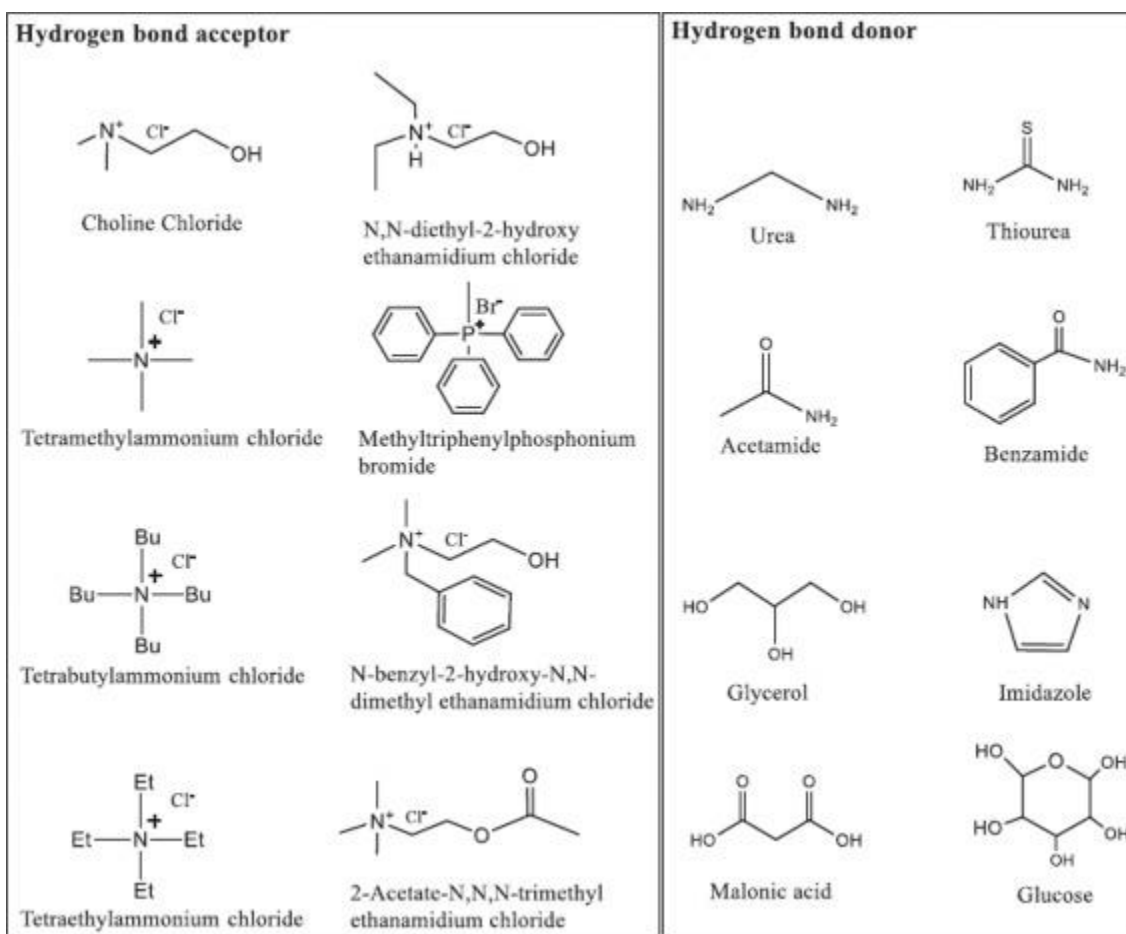 Hydrogen bond acceptor
N⁺ Cl⁻ OH
Choline Chloride
N⁺ H Cl⁻ OH
N,N-diethyl-2-hydroxy
ethanamidium chloride
Cl⁻
N +
Tetramethylammonium chloride
Br⁻
P +
Methyltriphenylphosphonium
bromide
Bu
Cl⁻
+
Bu N Bu
Bu
Tetrabutylammonium chloride
N⁺ Cl⁻ OH
N-benzyl-2-hydroxy-N,N-
dimethyl ethanamidium chloride
Et
Cl⁻
+
Et N Et
Et
Tetraethylammonium chloride
O
N⁺ Cl⁻ O
2-Acetate-N,N,N-trimethyl
ethanamidium chloride
Hydrogen bond donor
NH₂ NH₂
Urea
S
NH₂ NH₂
Thiourea
O
NH₂
Acetamide
O
NH₂
Benzamide
HO OH
OH
Glycerol
NH N
Imidazole
O O
HO OH
Malonic acid
HO O OH
HO OH
OH
Glucose